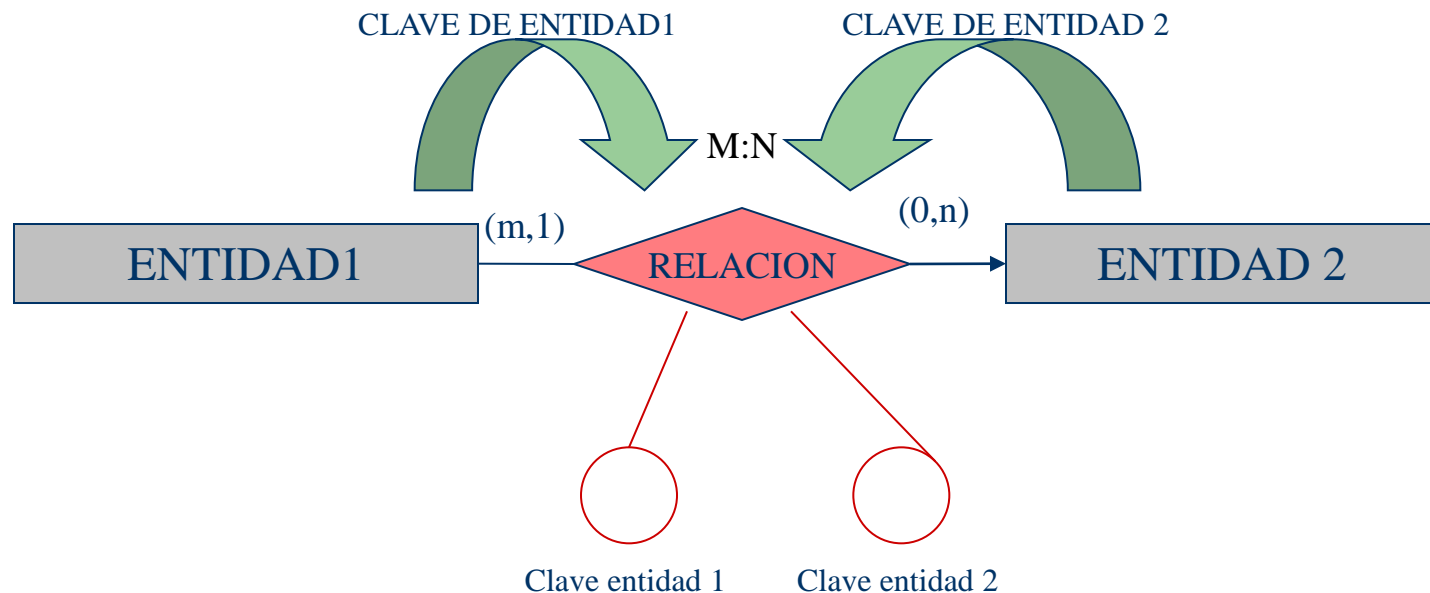 CLAVE DE ENTIDAD1
CLAVE DE ENTIDAD 2
M:N
(m,1)
(0,n)
ENTIDAD1
RELACION
ENTIDAD 2
Clave entidad 1
Clave entidad 2